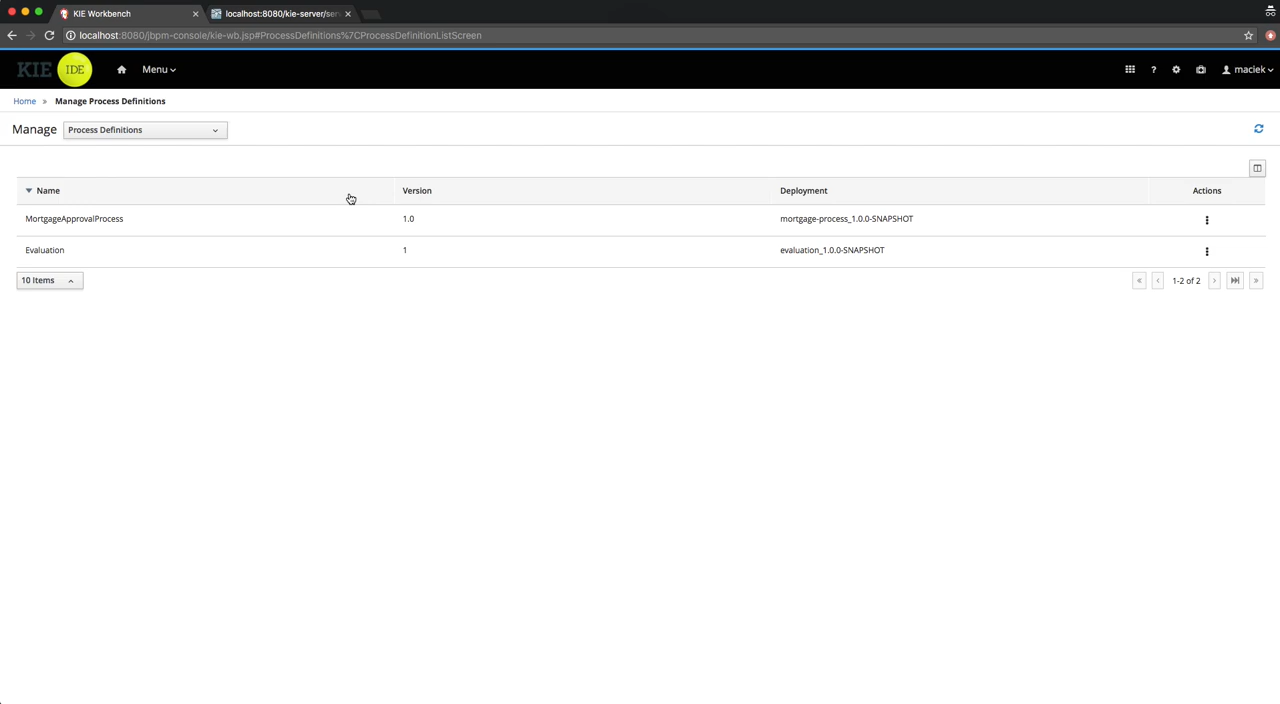 KIE Workbench
localhost:8080/kie-server/ser
localhost:8080/jbpm-console/kie-wb.jsp#ProcessDefinitions%7CProcessDefinitionListScreen
KIE IDE Menu ? maciek
Home » Manage Process Definitions
Manage Process Definitions
Name Version Deployment Actions
MortgageApprovalProcess 1.0 mortgage-process_1.0.0-SNAPSHOT
Evaluation 1 evaluation_1.0.0-SNAPSHOT
10 Items « ‹ 1-2 of 2 › »